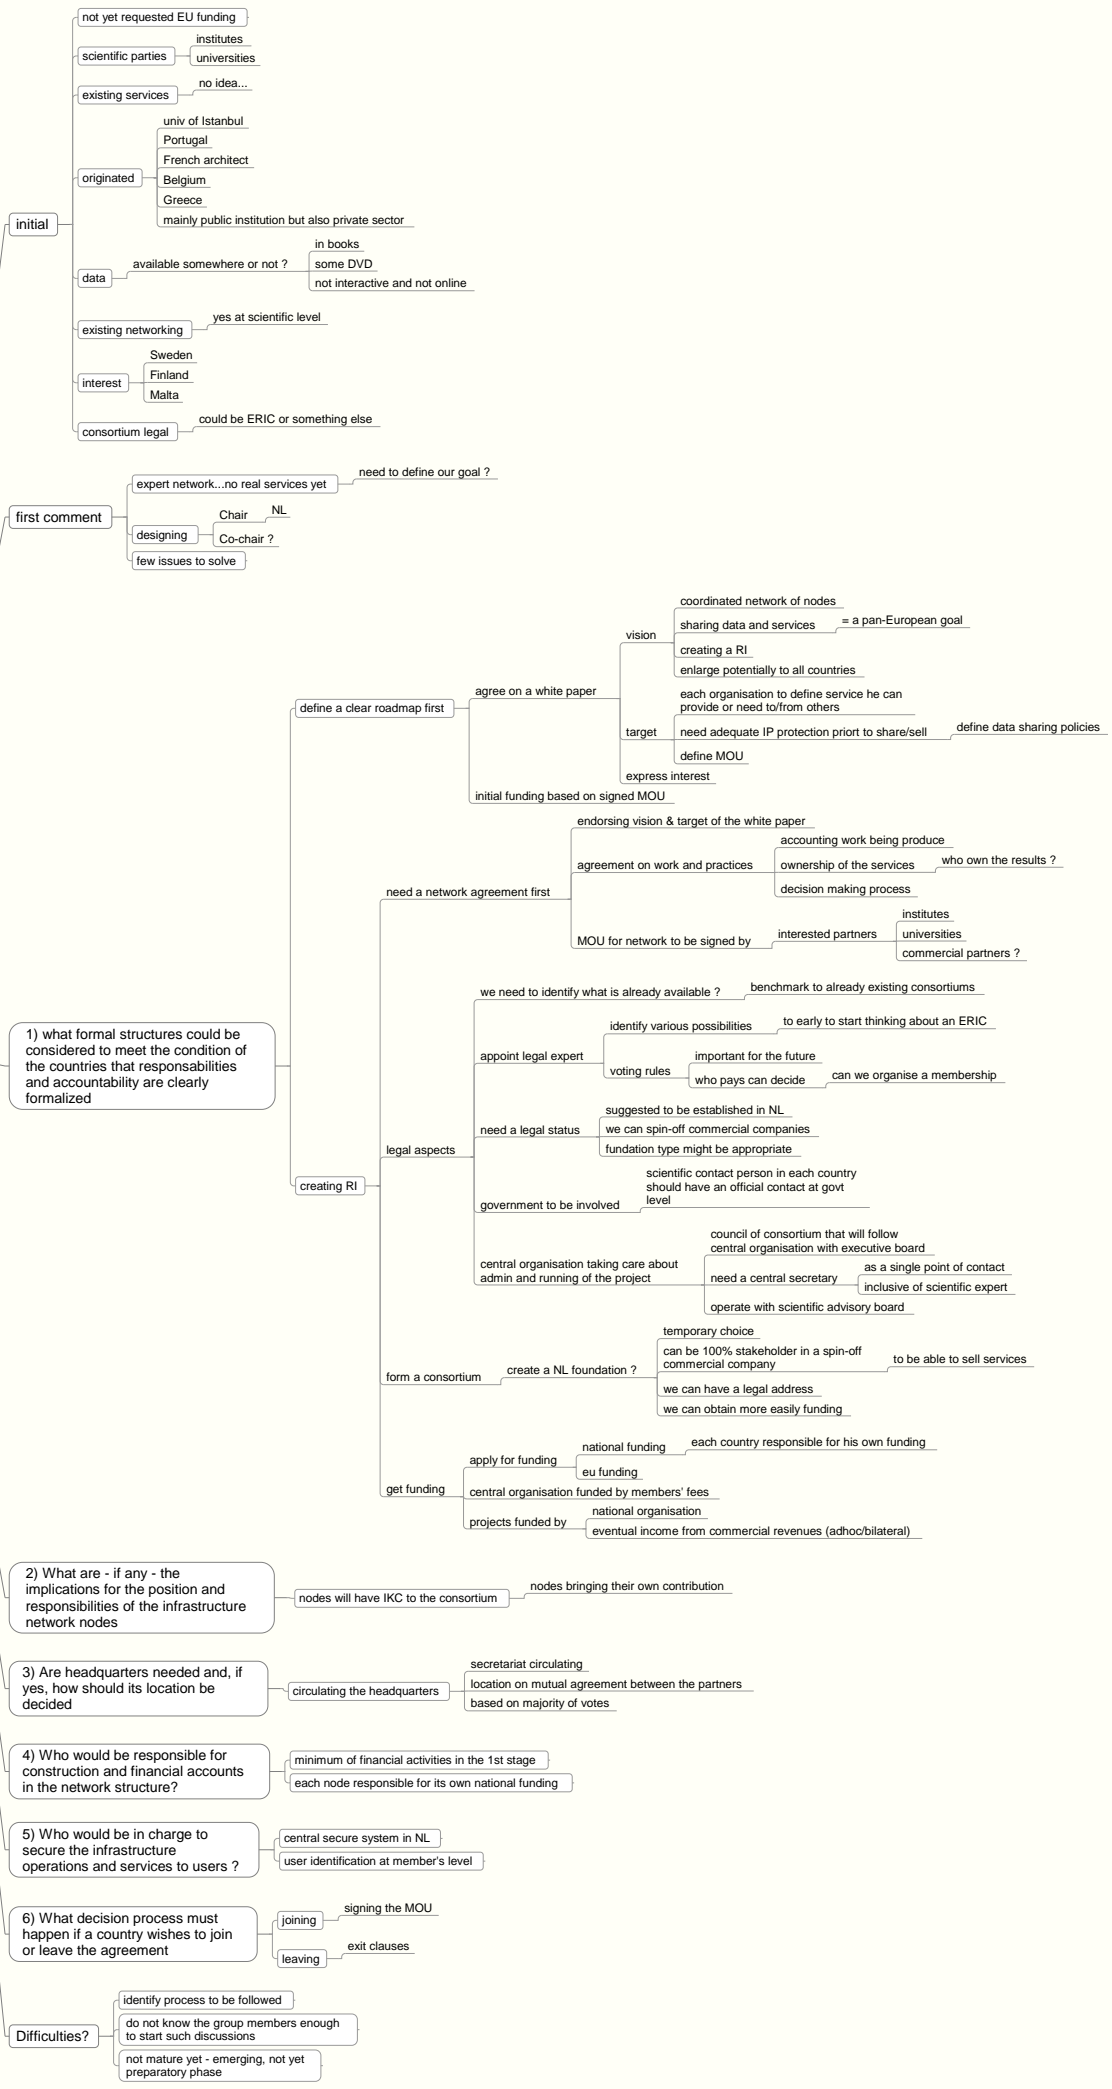 not yet requested EU funding
scientific parties
institutes
universities
existing services
no idea...
originated
univ of Istanbul
Portugal
French architect
Belgium
Greece
mainly public institution but also private sector
initial
data
available somewhere or not ?
in books
some DVD
not interactive and not online
existing networking
yes at scientific level
interest
Sweden
Finland
Malta
consortium legal
could be ERIC or something else
first comment
expert network...no real services yet
need to define our goal ?
designing
Chair
NL
Co-chair ?
few issues to solve
1) what formal structures could be
considered to meet the condition of
the countries that responsabilities
and accountability are clearly
formalized
define a clear roadmap first
agree on a white paper
vision
coordinated network of nodes
sharing data and services
= a pan-European goal
creating a RI
enlarge potentially to all countries
target
each organisation to define service he can
provide or need to/from others
need adequate IP protection priort to share/sell
define data sharing policies
define MOU
express interest
initial funding based on signed MOU
creating RI
need a network agreement first
endorsing vision & target of the white paper
agreement on work and practices
accounting work being produce
ownership of the services
who own the results ?
decision making process
MOU for network to be signed by
interested partners
institutes
universities
commercial partners ?
legal aspects
we need to identify what is already available ?
benchmark to already existing consortiums
appoint legal expert
identify various possibilities
to early to start thinking about an ERIC
voting rules
important for the future
who pays can decide
can we organise a membership
need a legal status
suggested to be established in NL
we can spin-off commercial companies
fundation type might be appropriate
government to be involved
scientific contact person in each country
should have an official contact at govt
level
central organisation taking care about
admin and running of the project
council of consortium that will follow
central organisation with executive board
need a central secretary
as a single point of contact
inclusive of scientific expert
operate with scientific advisory board
form a consortium
create a NL foundation ?
temporary choice
can be 100% stakeholder in a spin-off
commercial company
to be able to sell services
we can have a legal address
we can obtain more easily funding
get funding
apply for funding
national funding
each country responsible for his own funding
eu funding
central organisation funded by members' fees
projects funded by
national organisation
eventual income from commercial revenues (adhoc/bilateral)
2) What are - if any - the
implications for the position and
responsibilities of the infrastructure
network nodes
nodes will have IKC to the consortium
nodes bringing their own contribution
3) Are headquarters needed and, if
yes, how should its location be
decided
circulating the headquarters
secretariat circulating
location on mutual agreement between the partners
based on majority of votes
4) Who would be responsible for
construction and financial accounts
in the network structure?
minimum of financial activities in the 1st stage
each node responsible for its own national funding
5) Who would be in charge to
secure the infrastructure
operations and services to users ?
central secure system in NL
user identification at member's level
6) What decision process must
happen if a country wishes to join
or leave the agreement
joining
signing the MOU
leaving
exit clauses
Difficulties?
identify process to be followed
do not know the group members enough
to start such discussions
not mature yet - emerging, not yet
preparatory phase